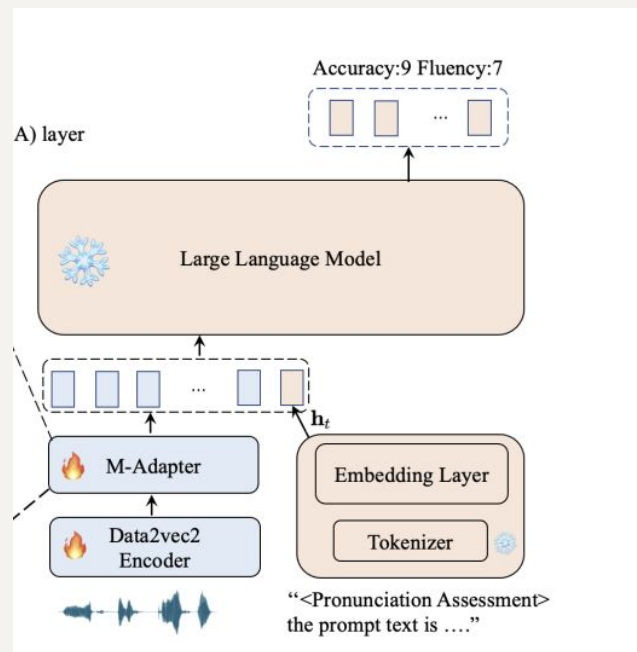 Accuracy:9 Fluency:7
...
A) layer
Large Language Model
...
h_t
M-Adapter
Embedding Layer
Data2vec2
Encoder
Tokenizer
“<Pronunciation Assessment>
the prompt text is ….”